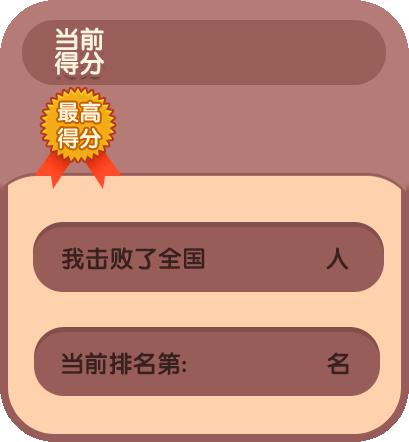 当前
得分
最高
得分
我击败了全国 人
当前排名第: 名